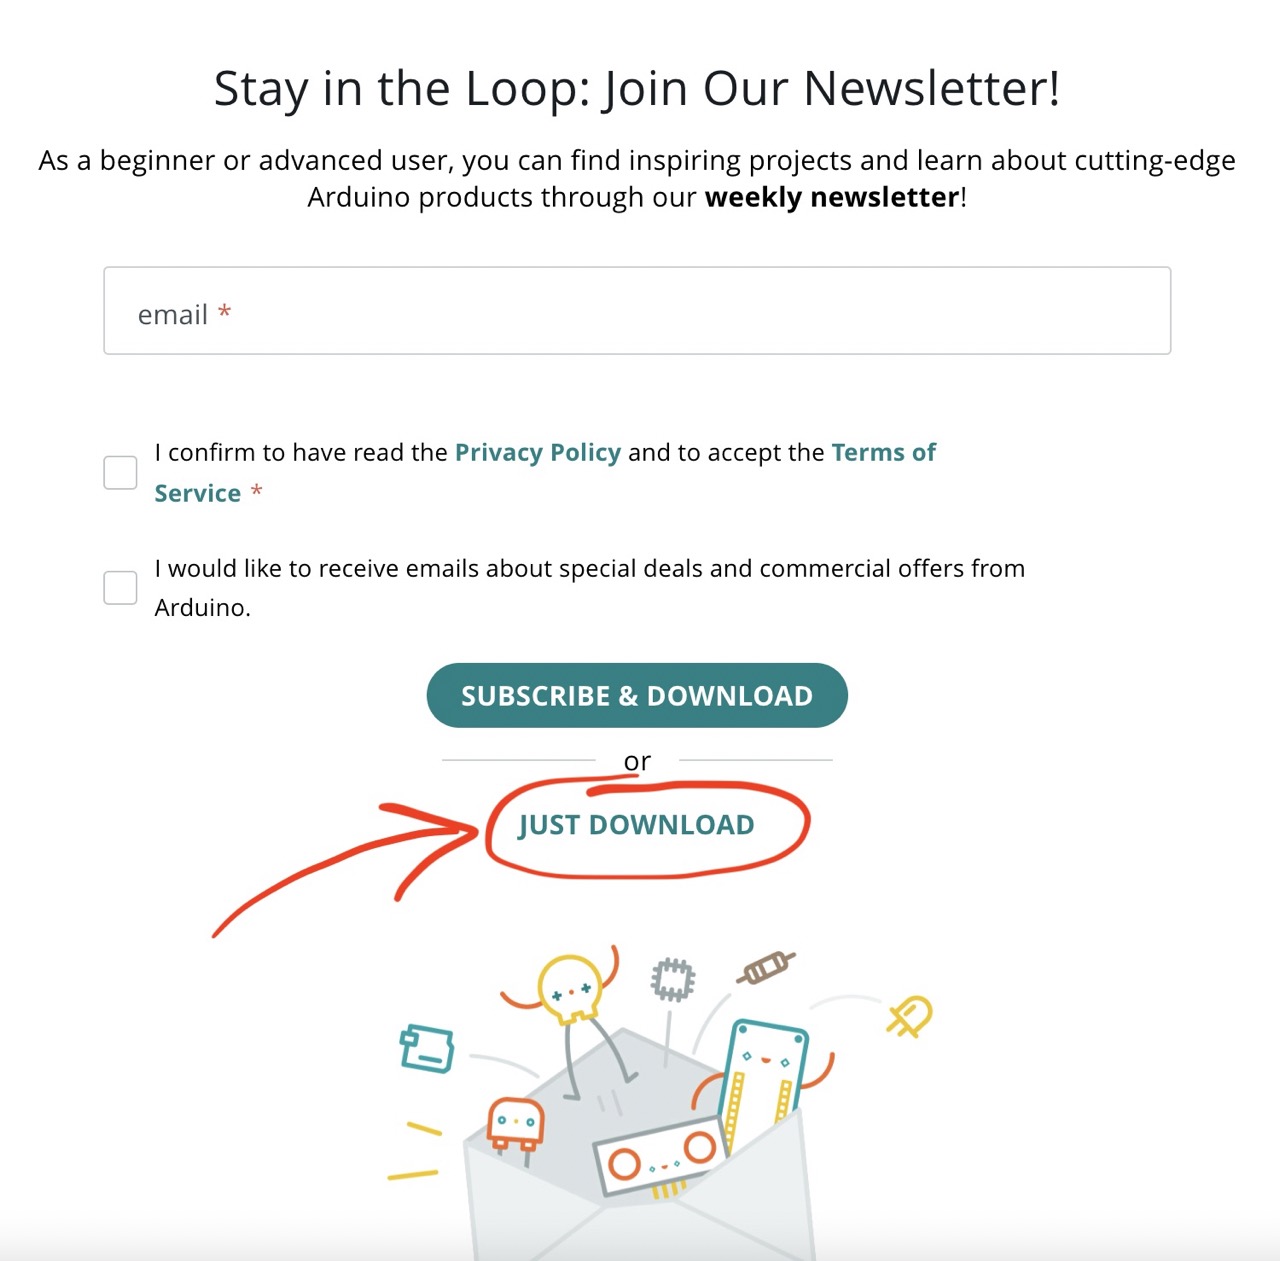 Stay in the Loop: Join Our Newsletter!
As a beginner or advanced user, you can find inspiring projects and learn about cutting-edge
Arduino products through our weekly newsletter!
email *
I confirm to have read the Privacy Policy and to accept the Terms of
Service *
I would like to receive emails about special deals and commercial offers from
Arduino.
SUBSCRIBE & DOWNLOAD
or
JUST DOWNLOAD